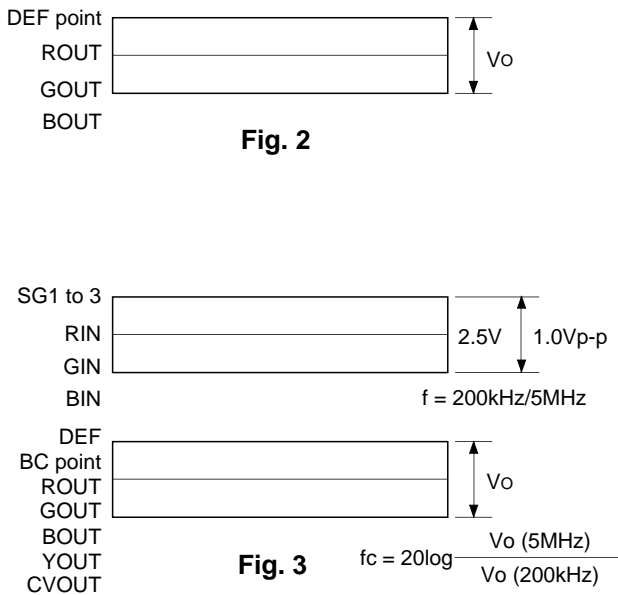 DEF point
ROUT
Vo
GOUT
BOUT
Fig. 2
SG1 to 3
RIN
2.5V 1.0Vp-p
GIN
BIN
f = 200kHz/5MHz
DEF
BC point
ROUT
Vo
GOUT
BOUT
YOUT
CVOUT
Fig. 3
fc = 20log Vo (5MHz)
Vo (200kHz)